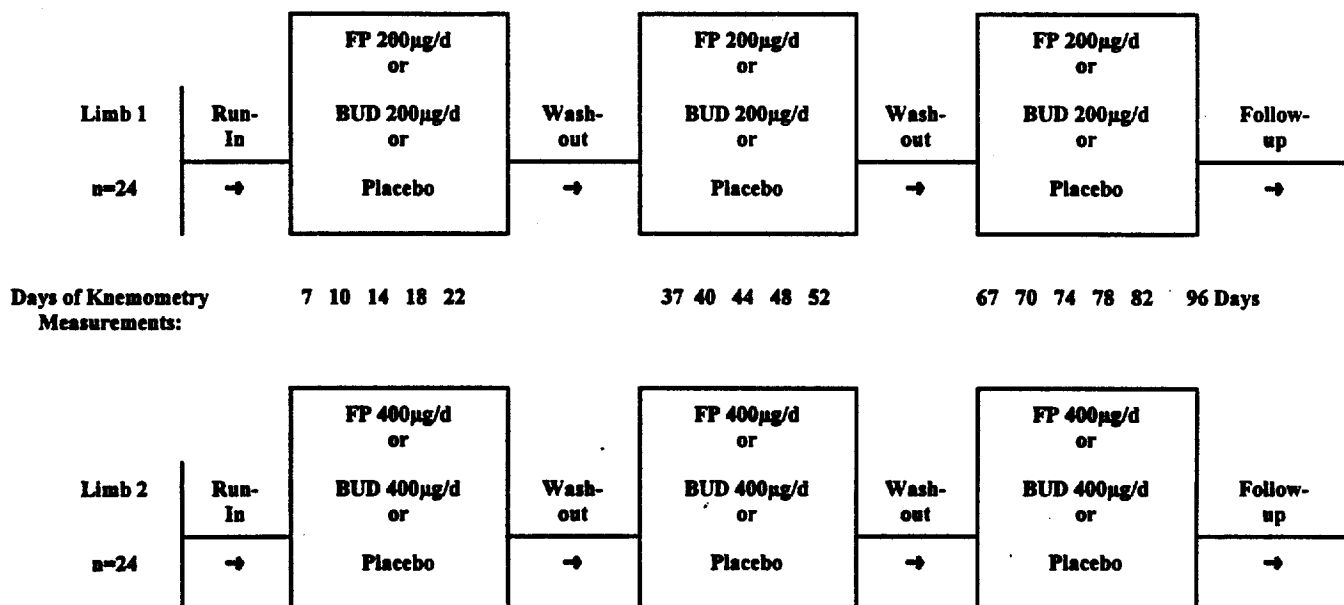 FP 200µg/d FP 200µg/d FP 200µg/d
or or or
Limb 1 Run- BUD 200µg/d Wash- BUD 200µg/d Wash- BUD 200µg/d Follow-
In or out or out or up
n=24 → Placebo → Placebo → Placebo →
Days of Knemometry 7 10 14 18 22 37 40 44 48 52 67 70 74 78 82 96 Days
Measurements:
FP 400µg/d FP 400µg/d FP 400µg/d
or or or
Limb 2 Run- BUD 400µg/d Wash- BUD 400µg/d Wash- BUD 400µg/d Follow-
In or out or out or up
n=24 → Placebo → Placebo → Placebo →